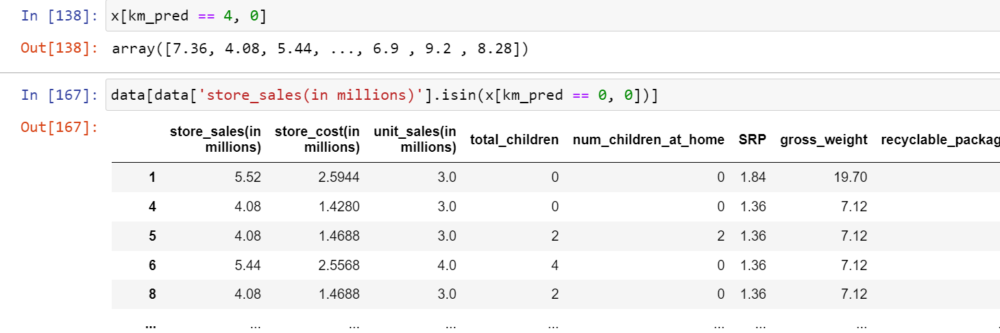 In [138]: x[km_pred == 4, 0]
Out[138]: array([7.36, 4.08, 5.44, ..., 6.9 , 9.2 , 8.28])
In [167]: data[data['store_sales(in millions)'].isin(x[km_pred == 0, 0])]
Out[167]:
store_sales(in millions) store_cost(in millions) unit_sales(in millions) total_children num_children_at_home SRP gross_weight recyclable_packag
1 5.52 2.5944 3.0 0 0 1.84 19.70
4 4.08 1.4280 3.0 0 0 1.36 7.12
5 4.08 1.4688 3.0 2 2 1.36 7.12
6 5.44 2.5568 4.0 4 0 1.36 7.12
8 4.08 1.4688 3.0 2 0 1.36 7.12
... ... ... ... ... ... ... ...